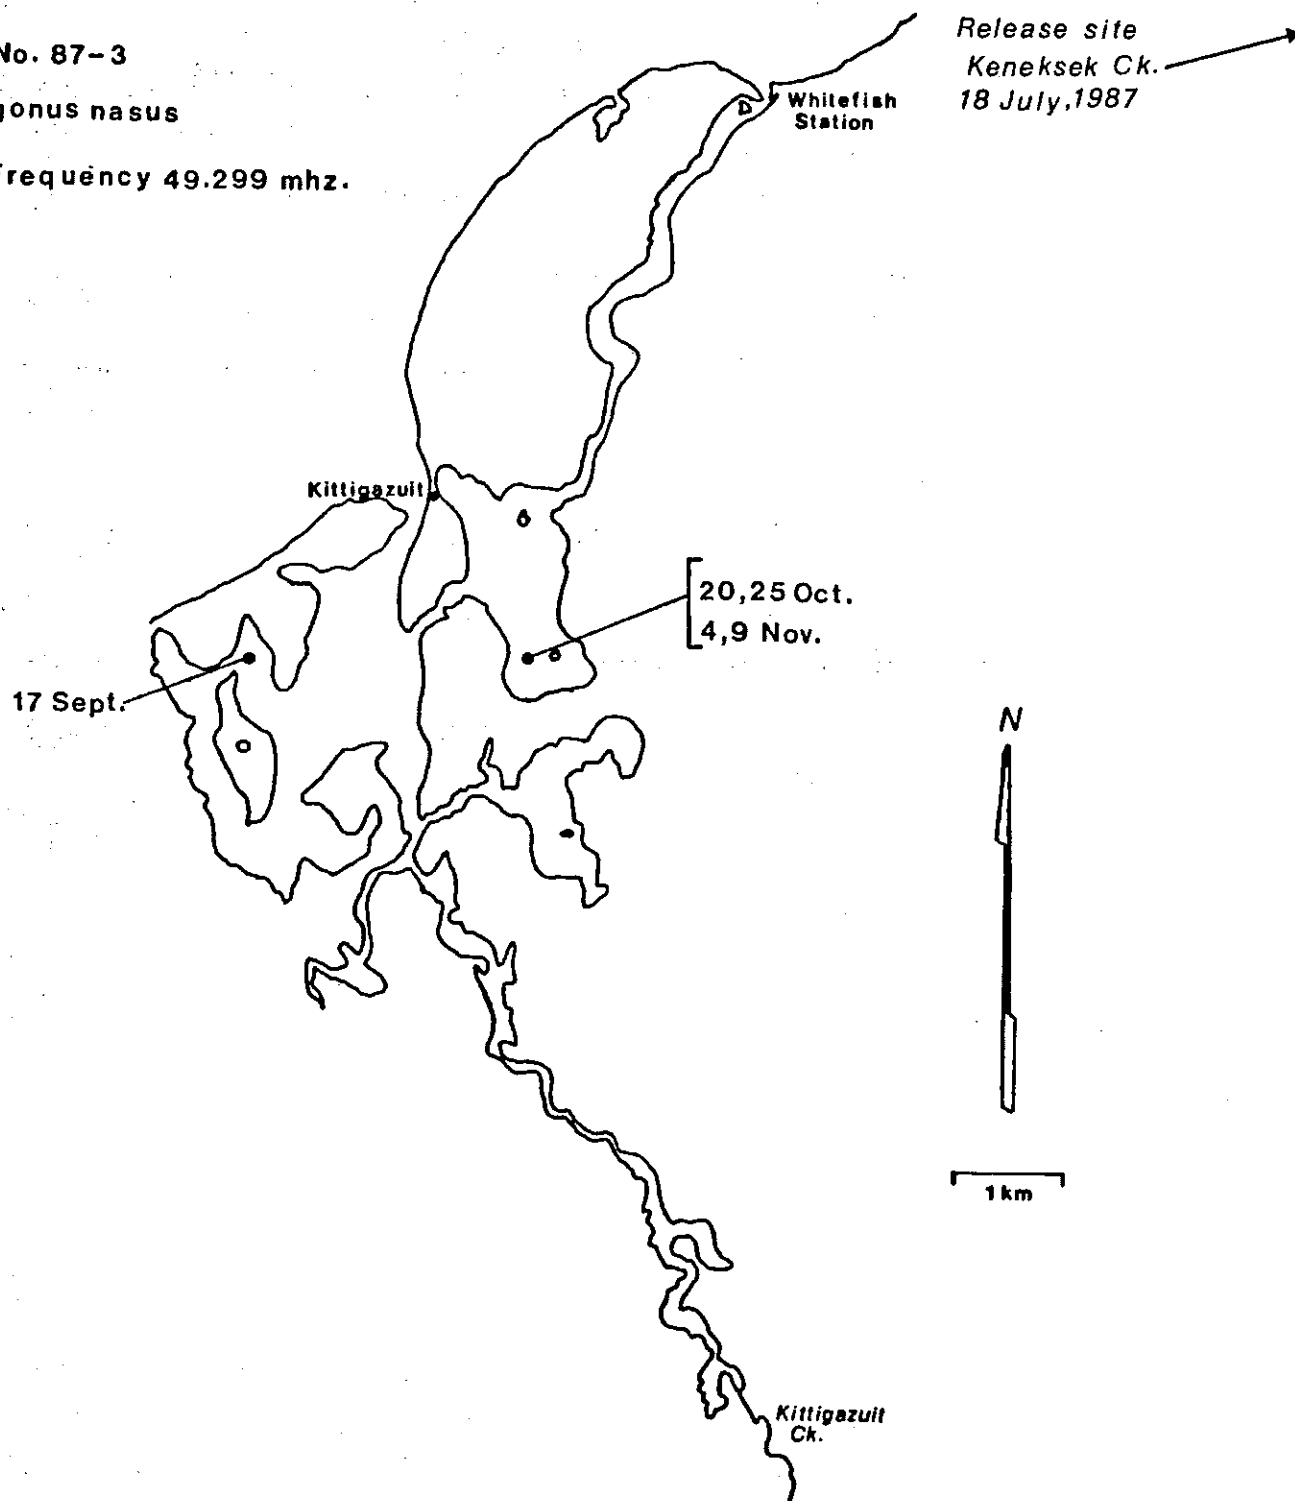 No. 87-3
gonus nasus
frequency 49.299 mhz.
Release site
Keneksek Ck.
18 July, 1987
Whitefish
Station
Kittigazuit
20,25 Oct.
4,9 Nov.
17 Sept.
N
1 km
Kittigazuit
Ck.